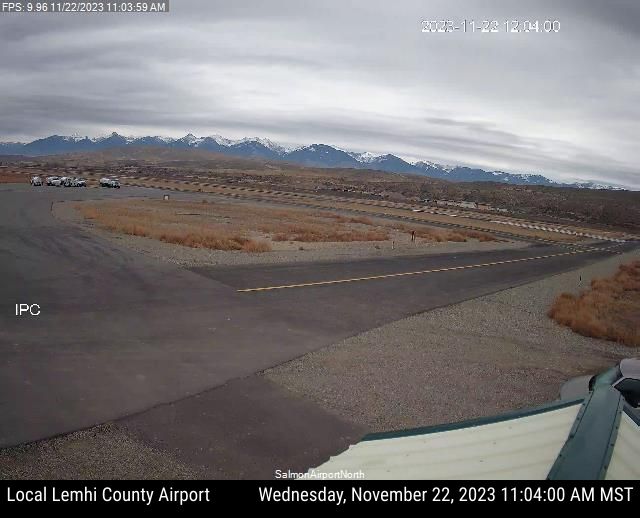 FPS: 9.96 11/22/2023 11:03:59 AM
2023-11-22 12:04:00
IPC
SalmonAirportNorth
Local Lemhi County Airport Wednesday, November 22, 2023 11:04:00 AM MST